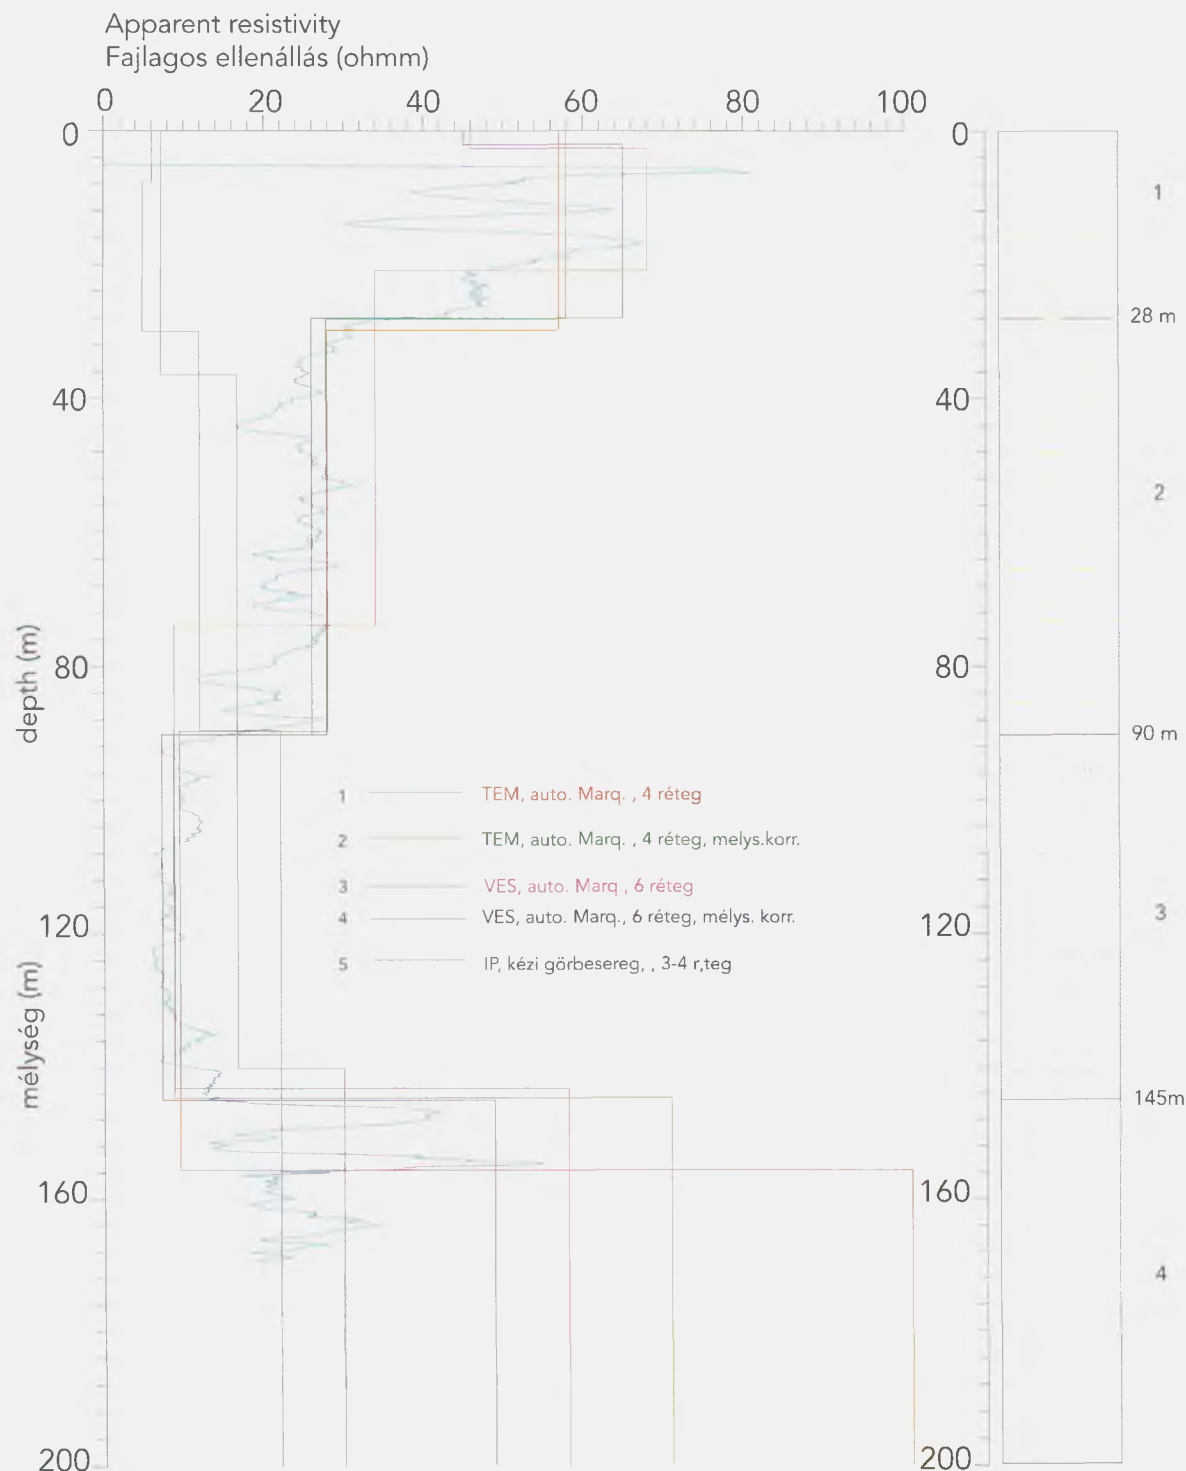 Apparent resistivity
Fajlagos ellenállás (ohmm)
0 20 40 60 80 100
0 0
1
28 m
40 40
2
depth (m)
80 80
90 m
1 TEM, auto. Marq. , 4 réteg
2 TEM, auto. Marq. , 4 réteg, melys.korr.
3 VES, auto. Marq., 6 réteg
4 VES, auto. Marq., 6 réteg, mélys. korr.
5 IP, kézi görbesereg, , 3-4 r,teg
120 120
3
mélység (m)
145m
160 160
4
200 200